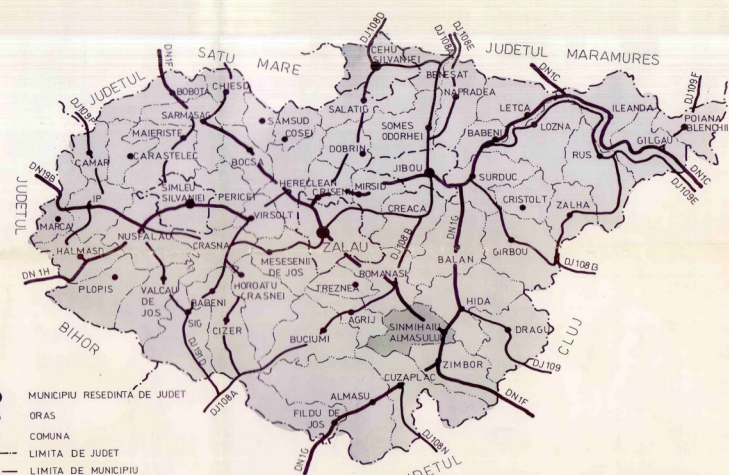 DJ108D
DJ108E
DJ108A
JUDETUL MARAMURES
SATU MARE
JUDETUL
DN1F
CEHU
SILVANIEI
BENESAT
DN1C
DJ109F
CHIESD
BOBOTA
SALATIG
NAPRADEA
LETCA
ILEANDA
POIANA
BLENCHII
SARMASAG
SAMSUD
COSEI
SOMES
ODORHEI
BABENI
LOZNA
GILGAU
DJ109P
MAIERISTE
CARASTELEC
DOBRIN
RUS
CAMAR
BOCSA
JIBOU
DN1C
DJ109E
DN19B
HERECLEAN
CRISENI
MIRSID
SURDUC
JUDETUL
IP
SIMLEU
SILVANIEI
PERICEI
CREACA
CRISTOLT
ZALHA
MARCA
VIRSOLT
DN1G
NUSFALAU
CRASNA
ZALAU
DJ108B
GIRBOU
HALMASD
MESESENII
DE JOS
BALAN
DJ108B
DN1H
PLOPIS
VALCAU
DE JOS
HOROATU
CRASNEI
TREZNEA
ROMANASI
HIDA
BANENI
SIG
CIZER
AGRIJ
SINMIHAIU
ALMASULUI
DRAGU
CLUJ
BIHOR
DJ191D
BUCIUMI
DJ109
ZIMBOR
DJ108A
CUZAPLAC
DN1F
ALMASU
FILDU DE
JOS
DJ108N
DN1G
JUDETUL
MUNICIPIU RESEDINTA DE JUDET
ORAS
COMUNA
LIMITA DE JUDET
LIMITA DE MUNICIPIU